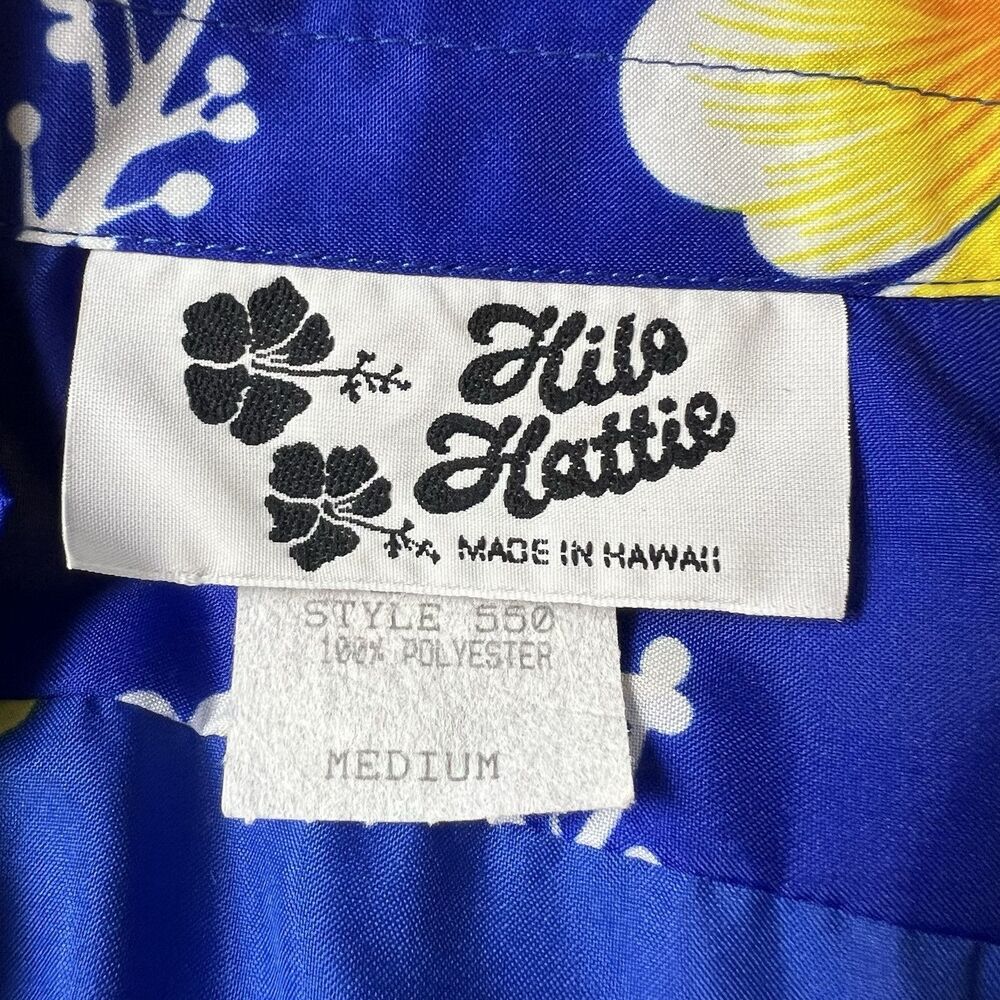 Hilo
Hattie
MADE IN HAWAII
STYLE 550
100% POLYESTER
MEDIUM